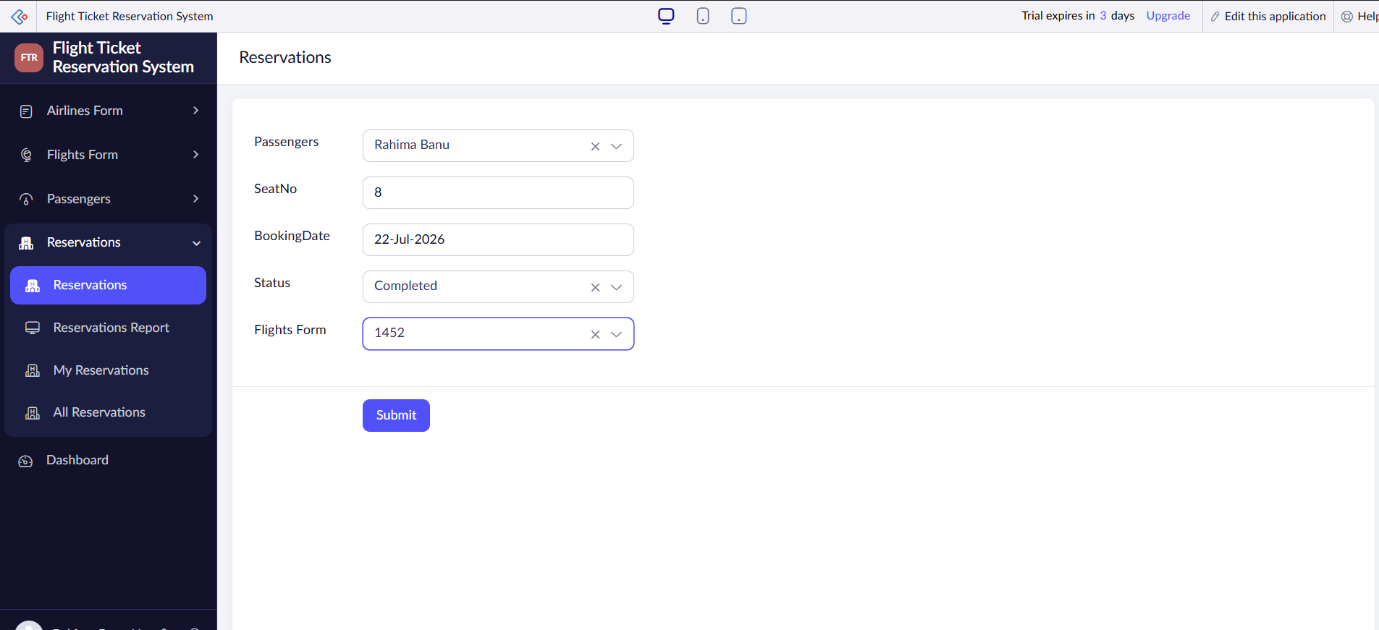 Flight Ticket Reservation System
Trial expires in 3 days Upgrade Edit this application Help
FTR Flight Ticket
Reservation System
Reservations
Airlines Form
Flights Form
Passengers
Reservations
Reservations
Reservations Report
My Reservations
All Reservations
Dashboard
Passengers Rahima Banu
SeatNo 8
BookingDate 22-Jul-2026
Status Completed
Flights Form 1452
Submit